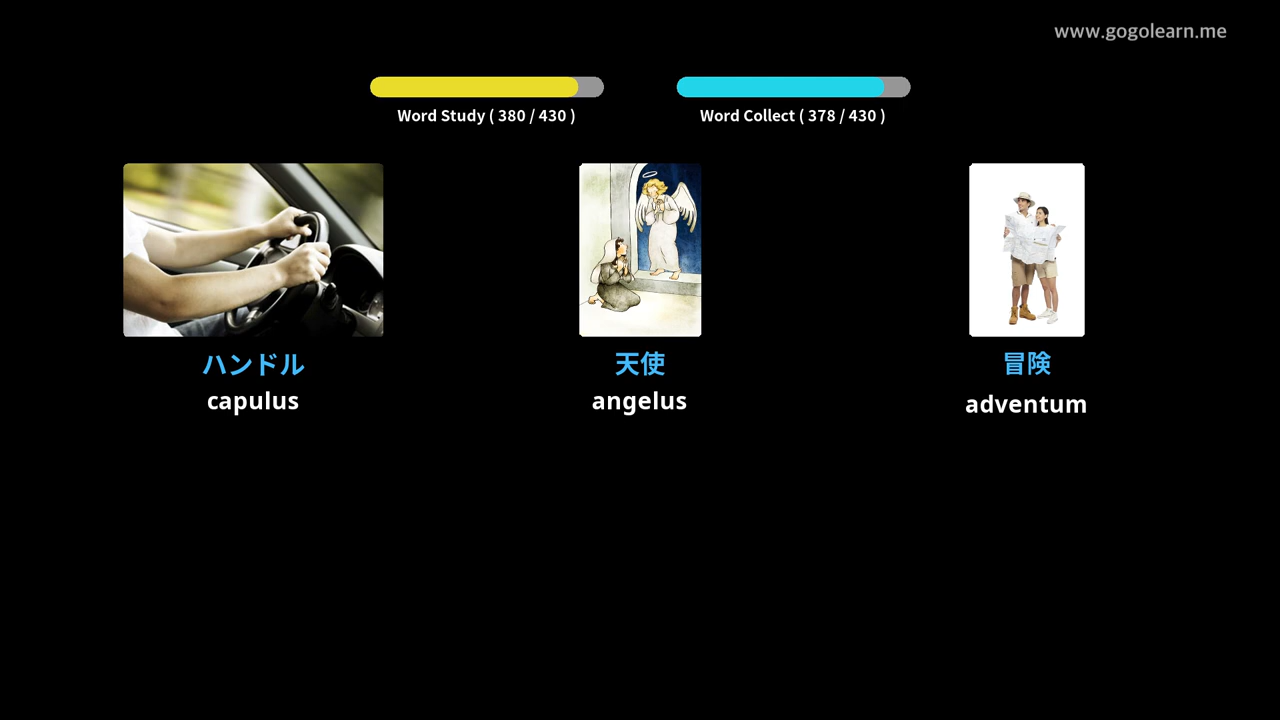 www.gogolearn.me
Word Study ( 380 / 430 )
Word Collect ( 378 / 430 )
ハンドル
capulus
天使
angelus
冒険
adventum